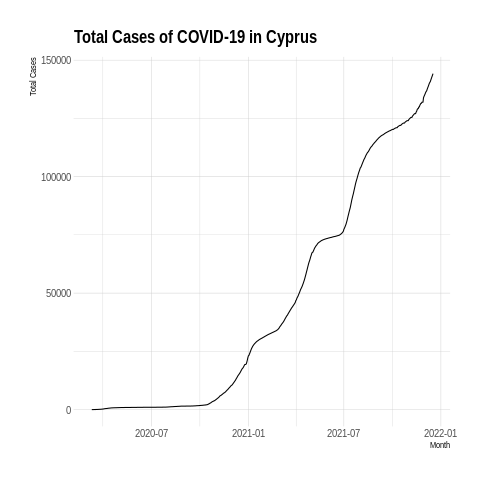 Total Cases of COVID-19 in Cyprus
Total Cases
150000
100000
50000
0
2020-07 2021-01 2021-07 2022-01
Month